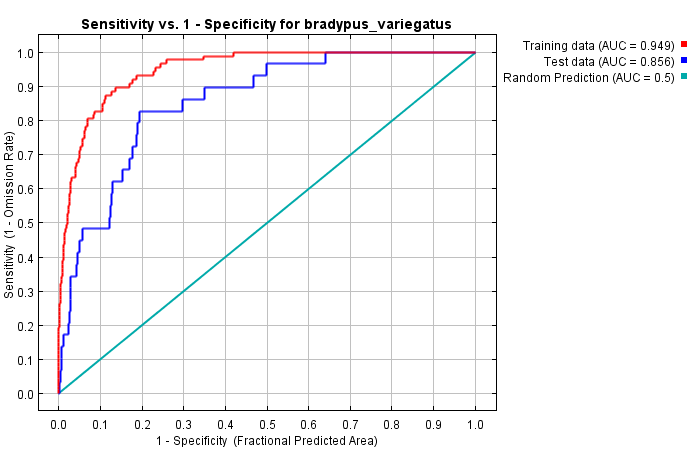 Sensitivity vs. 1 - Specificity for bradypus_variegatus
Training data (AUC = 0.949)
Test data (AUC = 0.856)
Random Prediction (AUC = 0.5)
Sensitivity (1 - Omission Rate)
1.0
0.9
0.8
0.7
0.6
0.5
0.4
0.3
0.2
0.1
0.0
0.0 0.1 0.2 0.3 0.4 0.5 0.6 0.7 0.8 0.9 1.0
1 - Specificity (Fractional Predicted Area)